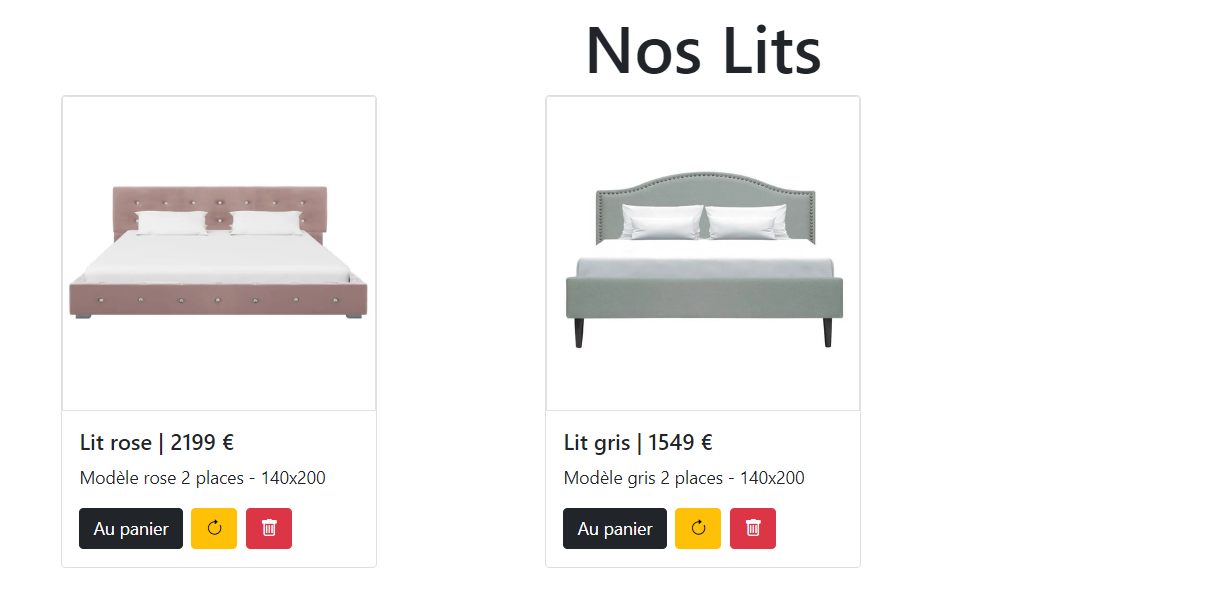 Nos Lits
Lit rose | 2199 €
Modèle rose 2 places - 140x200
Au panier
Lit gris | 1549 €
Modèle gris 2 places - 140x200
Au panier